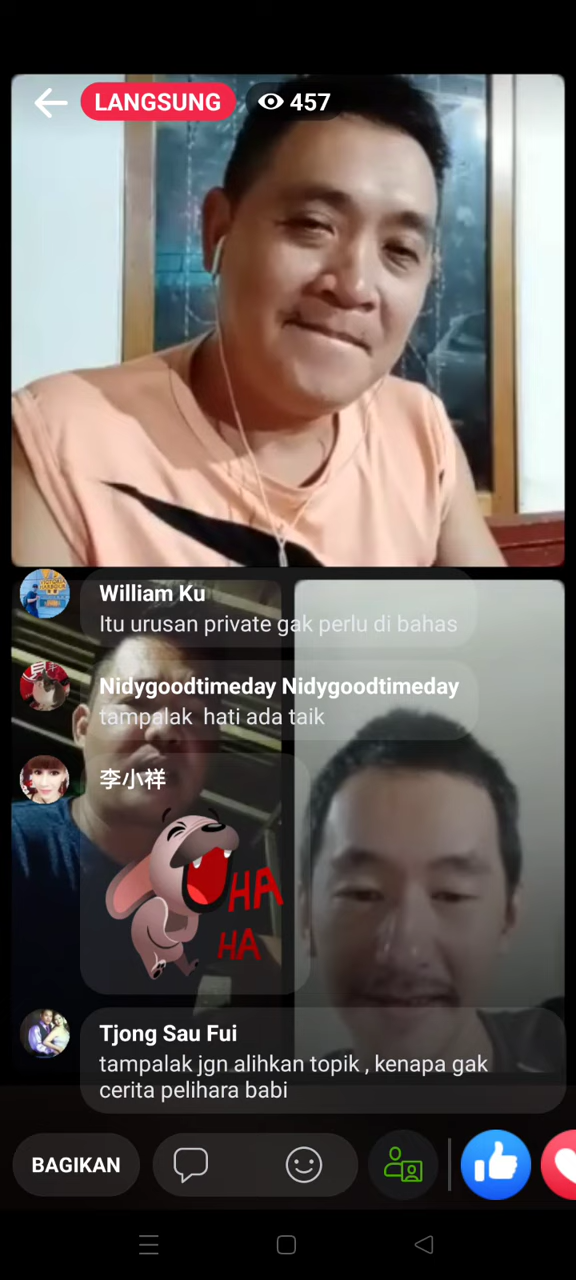 LANGSUNG
457
William Ku
Itu urusan private gak perlu di bahas
Nidygoodtimeday Nidygoodtimeday
tampalak hati ada taik
李小祥
HA
HA
Tjong Sau Fui
tampalak jgn alihkan topik , kenapa gak
cerita pelihara babi
BAGIKAN